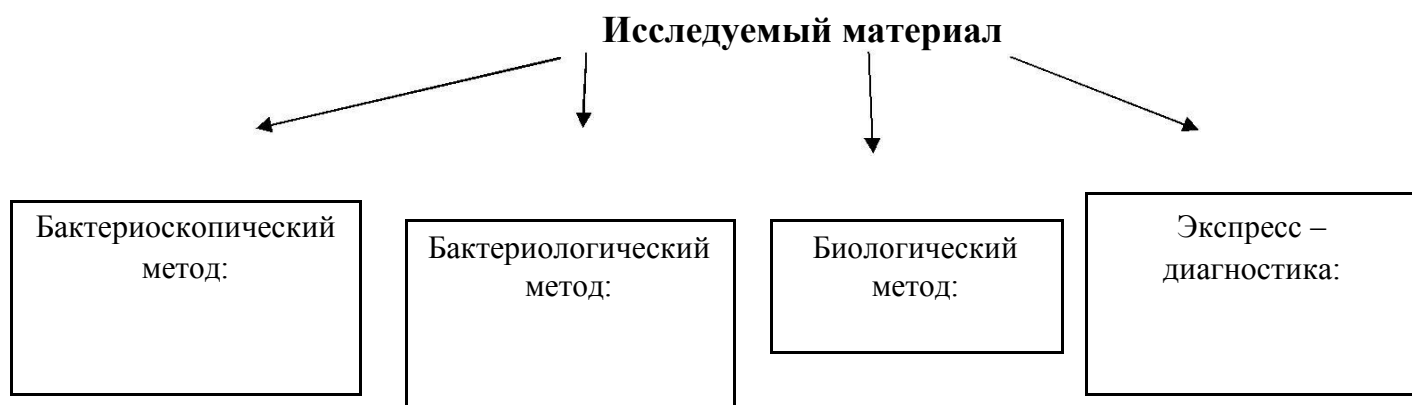 Исследуемый материал
Бактериоскопический
метод:
Бактериологический
метод:
Биологический
метод:
Экспресс –
диагностика: